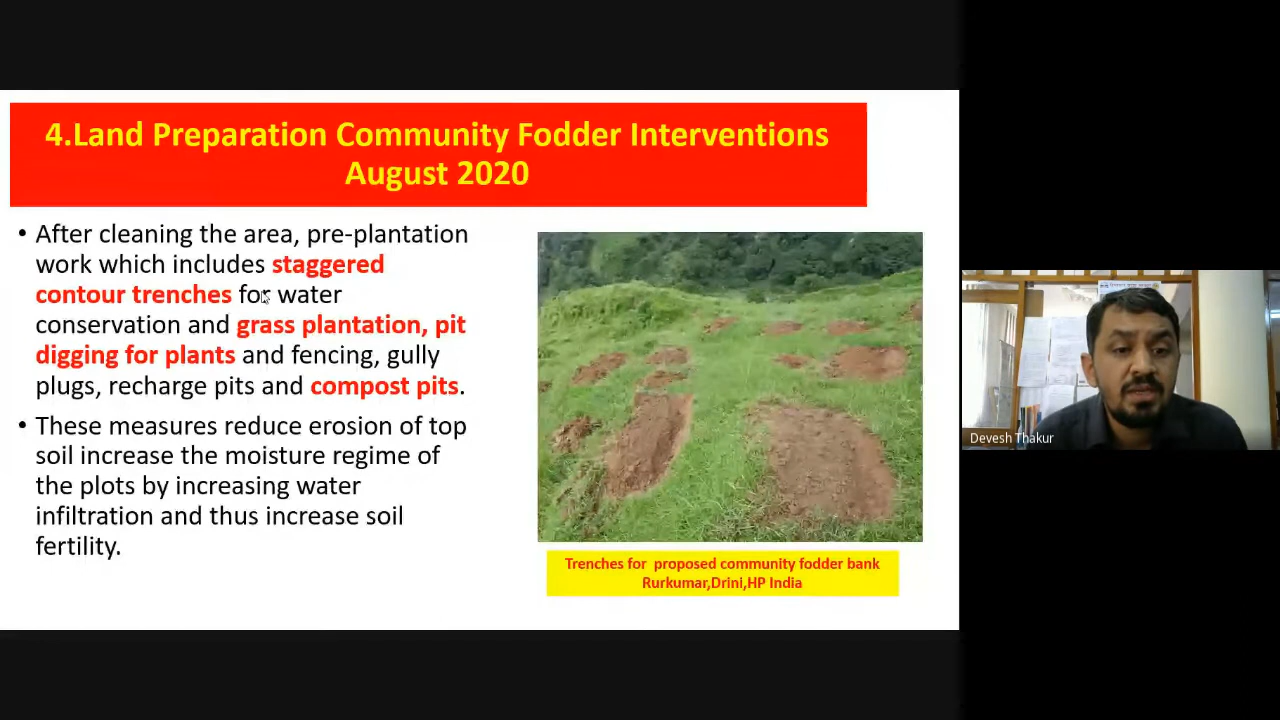 4.Land Preparation Community Fodder Interventions
August 2020
• After cleaning the area, pre-plantation
work which includes staggered
contour trenches for water
conservation and grass plantation, pit
digging for plants and fencing, gully
plugs, recharge pits and compost pits.
• These measures reduce erosion of top
soil increase the moisture regime of
the plots by increasing water
infiltration and thus increase soil
fertility.
Trenches for proposed community fodder bank
Rurkumar,Drini,HP India
Devesh Thakur